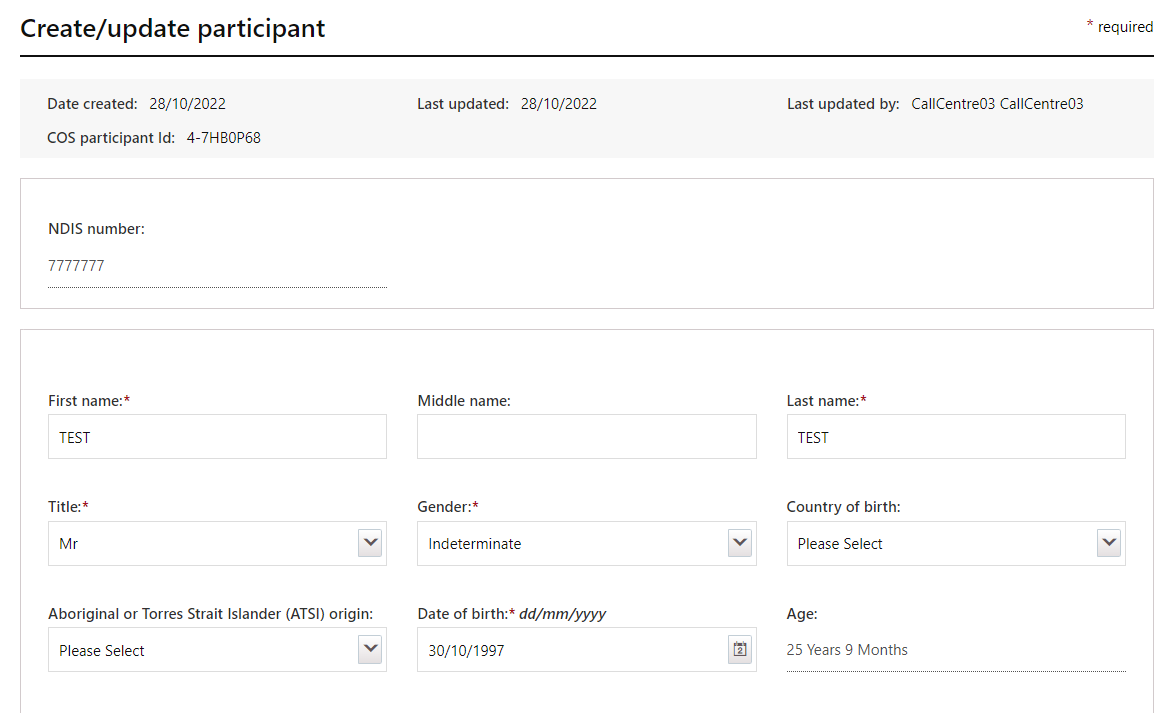 Create/update participant
* required
Date created: 28/10/2022 Last updated: 28/10/2022 Last updated by: CallCentre03 CallCentre03
COS participant Id: 4-7HB0P68
NDIS number:
7777777
First name:* Middle name: Last name:*
TEST TEST
Title:* Gender:* Country of birth:
Mr Indeterminate Please Select
Aboriginal or Torres Strait Islander (ATSI) origin: Date of birth:* dd/mm/yyyy Age:
Please Select 30/10/1997 2 25 Years 9 Months